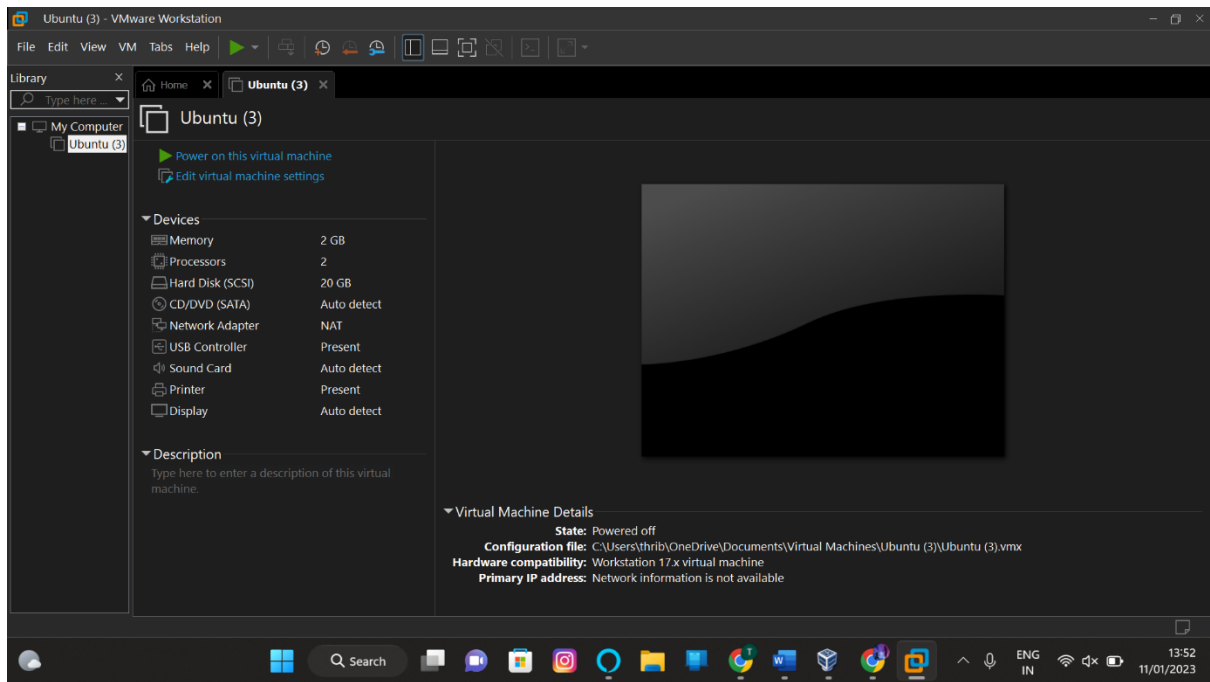 Ubuntu (3) - VMware Workstation
File Edit View VM Tabs Help
Library
Type here ...
My Computer
Ubuntu (3)
Home
Ubuntu (3)
Ubuntu (3)
Power on this virtual machine
Edit virtual machine settings
Devices
Memory 2 GB
Processors 2
Hard Disk (SCSI) 20 GB
CD/DVD (SATA) Auto detect
Network Adapter NAT
USB Controller Present
Sound Card Auto detect
Printer Present
Display Auto detect
Description
Type here to enter a description of this virtual
machine.
Virtual Machine Details
State: Powered off
Configuration file: C:\Users\thrib\OneDrive\Documents\Virtual Machines\Ubuntu (3)\Ubuntu (3).vmx
Hardware compatibility: Workstation 17.x virtual machine
Primary IP address: Network information is not available
Search
ENG
IN
13:52
11/01/2023